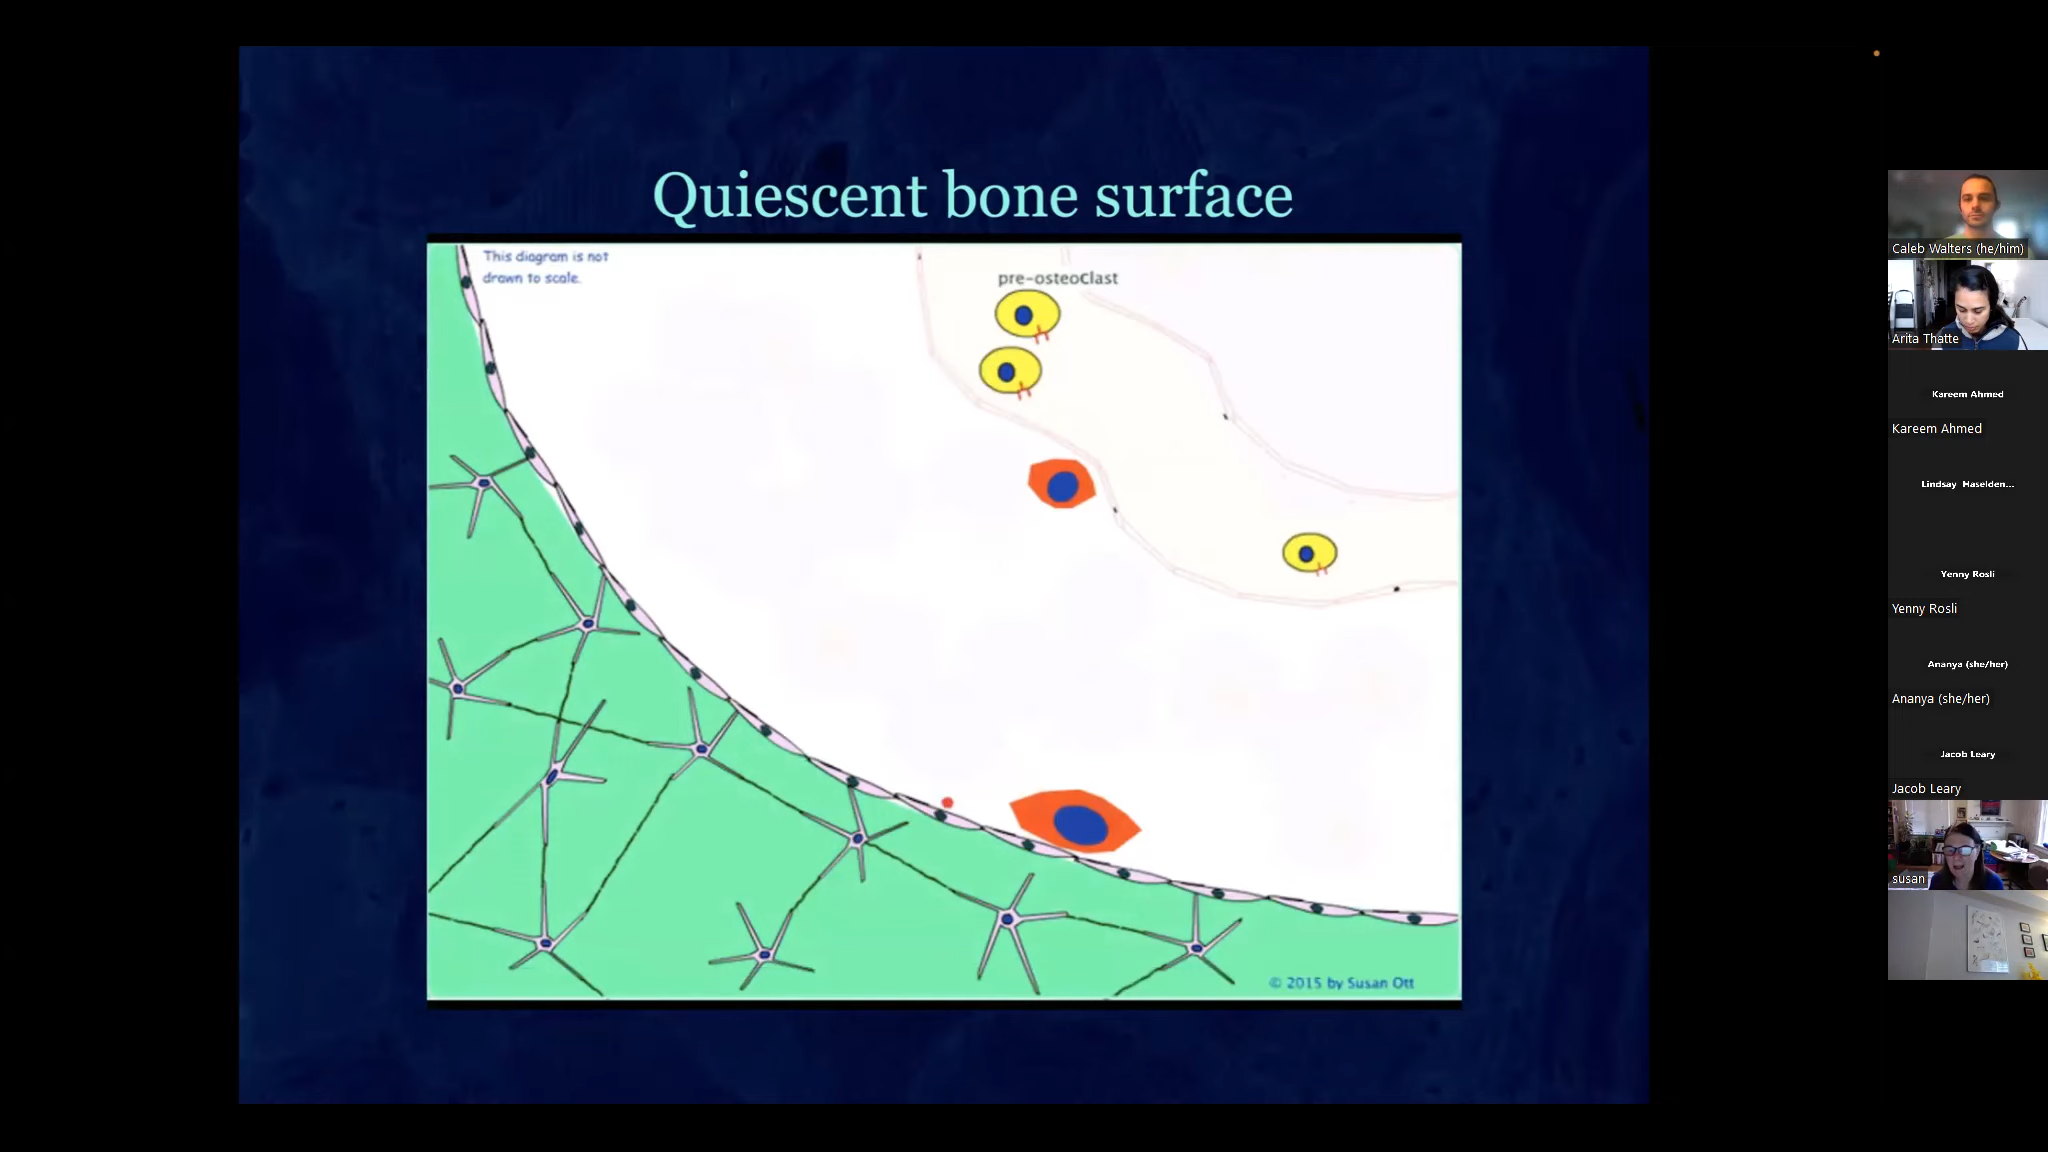 Quiescent bone surface
This diagram is not
drawn to scale.
pre-osteoclast
© 2015 by Susan Ott
Caleb Walters (he/him)
Arita Thatte
Kareem Ahmed
Kareem Ahmed
Lindsay Haselden...
Yenny Rosli
Yenny Rosli
Ananya (she/her)
Ananya (she/her)
Jacob Leary
Jacob Leary
susan